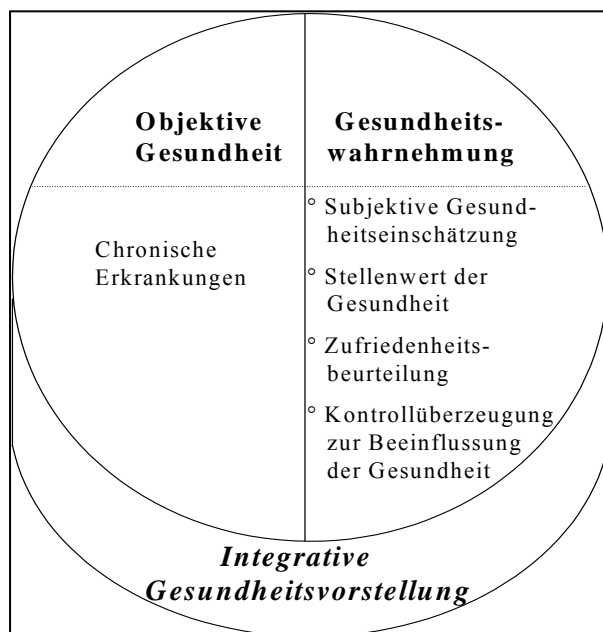 Objektive
Gesundheit
Chronische
Erkrankungen
Gesundheits-
wahrnehmung
° Subjektive Gesund-
heitseinschätzung
° Stellenwert der
Gesundheit
° Zufriedenheits-
beurteilung
° Kontrollüberzeugung
zur Beeinflussung
der Gesundheit
Integrative
Gesundheitsvorstellung